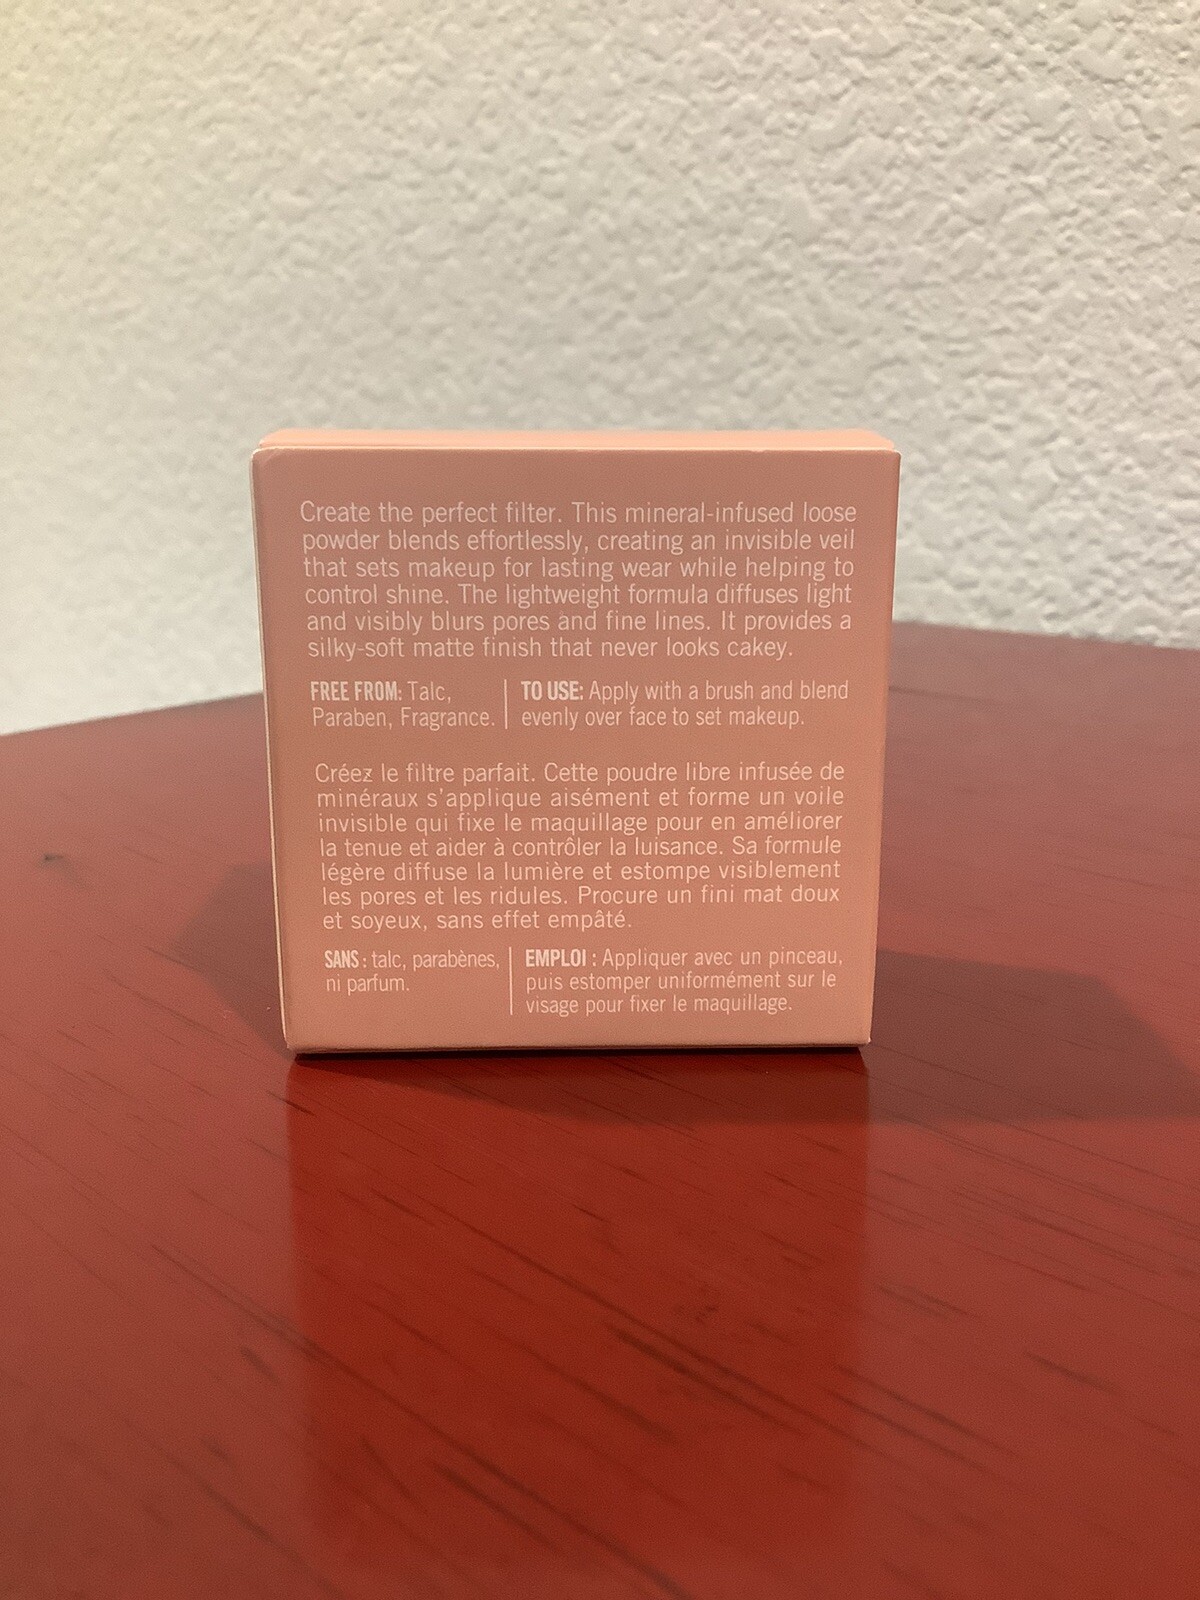 Create the perfect filter. This mineral-infused loose
powder blends effortlessly, creating an invisible veil
that sets makeup for lasting wear while helping to
control shine. The lightweight formula diffuses light
and visibly blurs pores and fine lines. It provides a
silky-soft matte finish that never looks cakey.
FREE FROM: Talc,
Paraben, Fragrance.
TO USE: Apply with a brush and blend
evenly over face to set makeup.
Créez le filtre parfait. Cette poudre libre infusée de
minéraux s'applique aisément et forme un voile
invisible qui fixe le maquillage pour en améliorer
la tenue et aider à contrôler la luisance. Sa formule
légère diffuse la lumière et estompe visiblement
les pores et les ridules. Procure un fini mat doux
et soyeux, sans effet empâté.
SANS : talc, parabènes,
ni parfum.
EMPLOI : Appliquer avec un pinceau,
puis estomper uniformément sur le
visage pour fixer le maquillage.